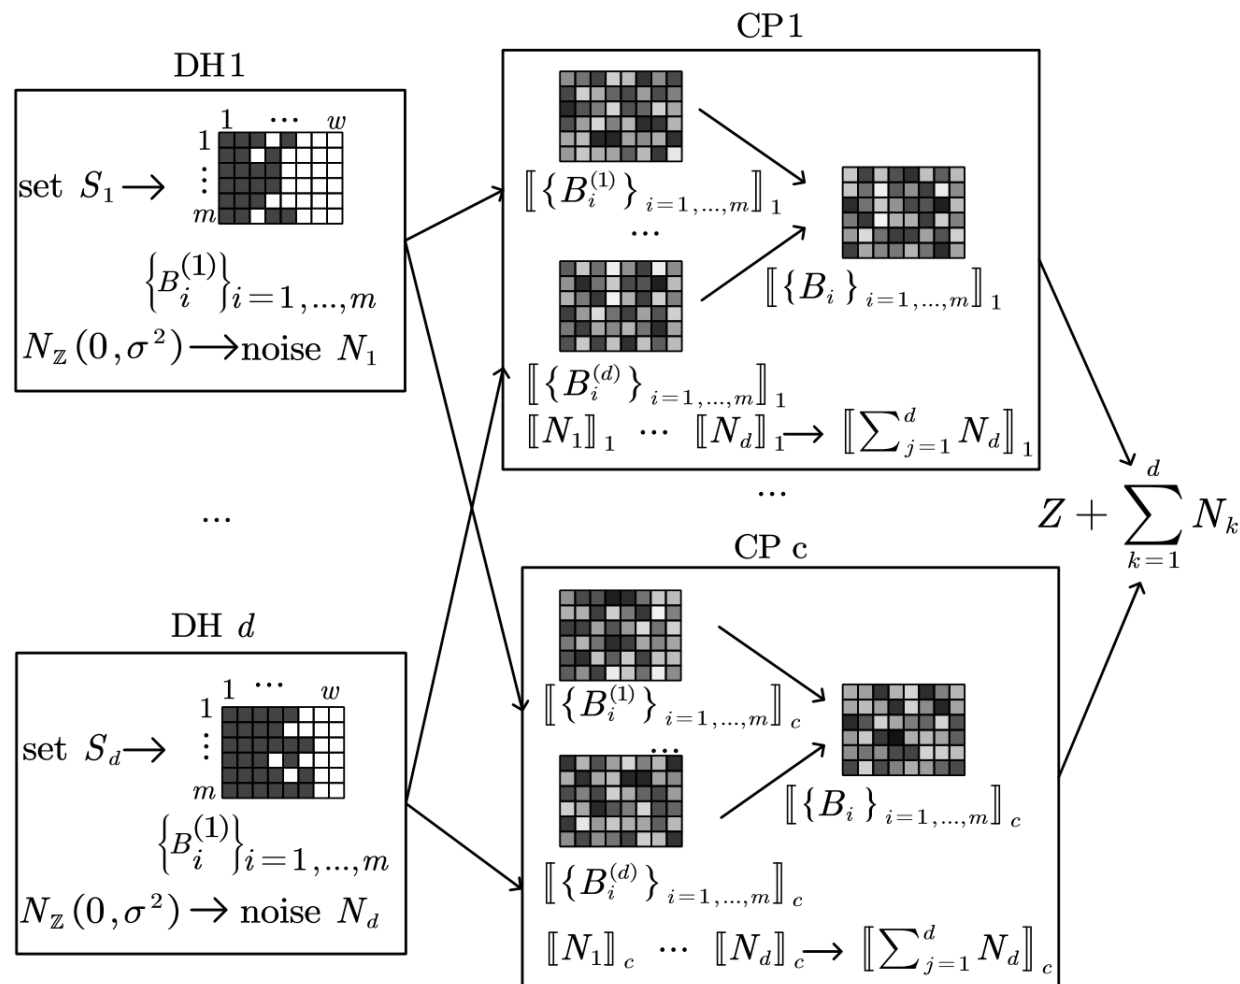 DH1
1 ⋯ w
1
⋮
m
set S₁ →
{B_i^(1)}_{i=1,...,m}
N_ℤ(0,σ²) → noise N₁
...
DH d
1 ⋯ w
1
⋮
m
set S_d →
{B_i^(1)}_{i=1,...,m}
N_ℤ(0,σ²) → noise N_d
CP1
⟦{B_i^(1)}_{i=1,...,m}⟧₁
...
⟦{B_i}_{i=1,...,m}⟧₁
⟦{B_i^(d)}_{i=1,...,m}⟧₁
⟦N₁⟧₁ ⋯ ⟦N_d⟧₁ → ⟦∑_{j=1}^d N_d⟧₁
...
CP c
⟦{B_i^(1)}_{i=1,...,m}⟧_c
...
⟦{B_i}_{i=1,...,m}⟧_c
⟦{B_i^(d)}_{i=1,...,m}⟧_c
⟦N₁⟧_c ⋯ ⟦N_d⟧_c → ⟦∑_{j=1}^d N_d⟧_c
Z + ∑_{k=1}^d N_k